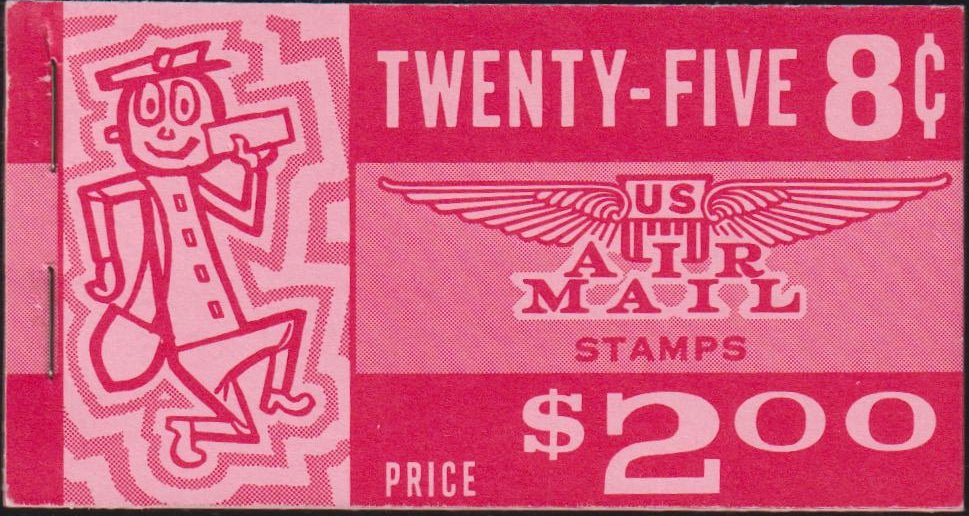 TWENTY-FIVE 8¢
US
AIR
MAIL
STAMPS
PRICE $2.00